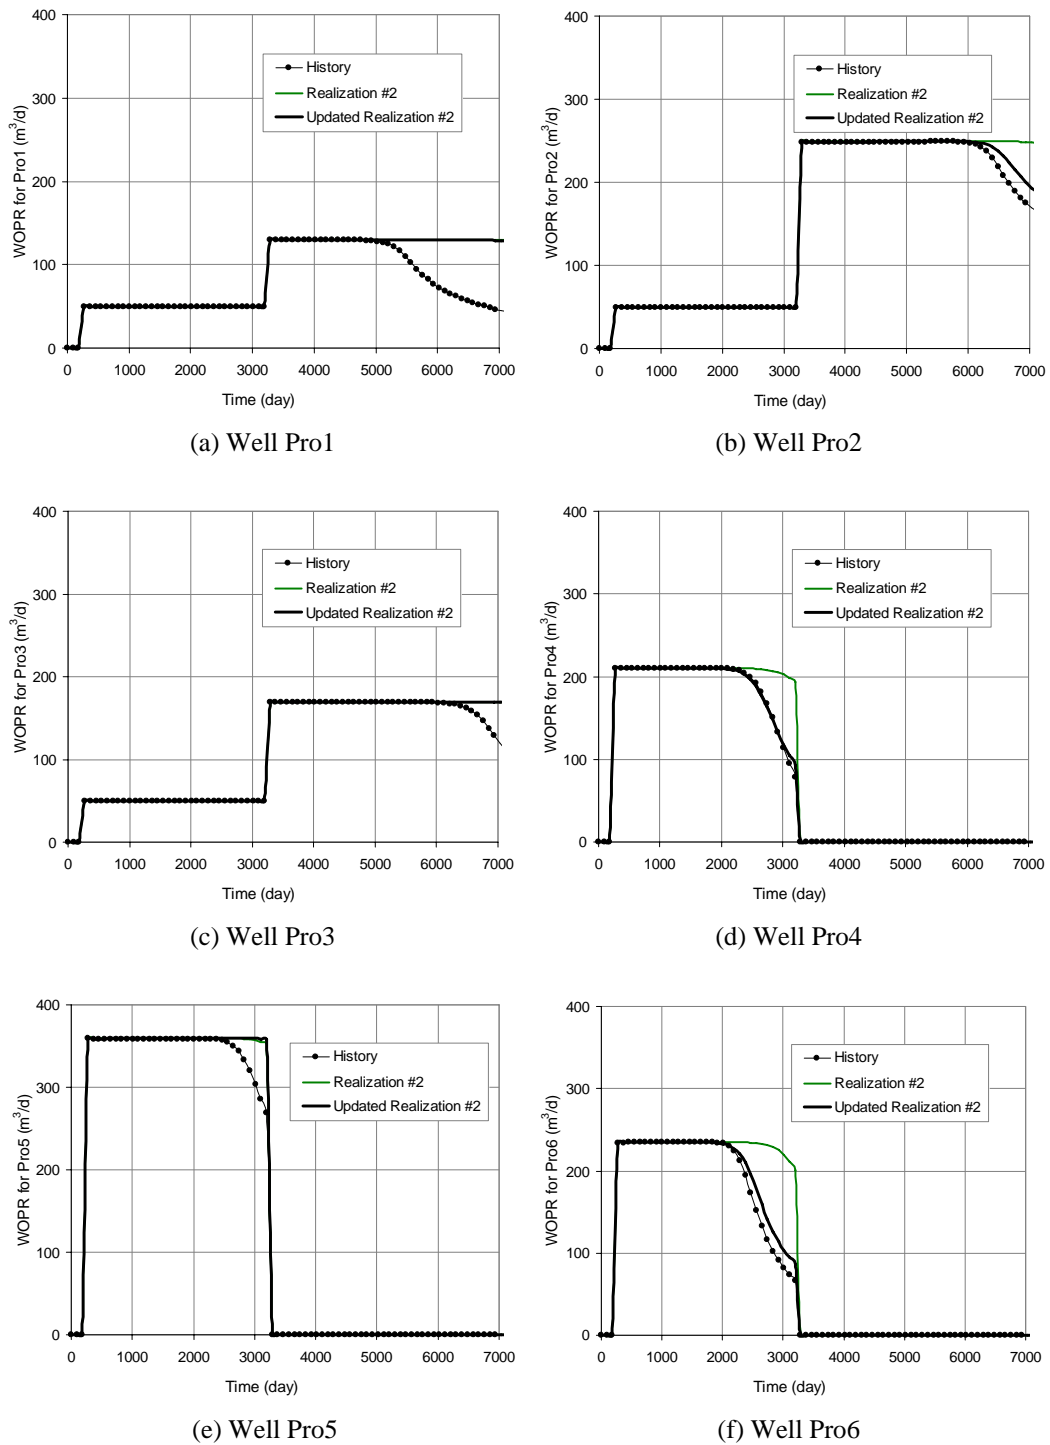 400
300
200
100
0
WOPR for Pro1 (m³/d)
History
Realization #2
Updated Realization #2
0 1000 2000 3000 4000 5000 6000 7000
Time (day)
(a) Well Pro1
400
300
200
100
0
WOPR for Pro2 (m³/d)
History
Realization #2
Updated Realization #2
0 1000 2000 3000 4000 5000 6000 7000
Time (day)
(b) Well Pro2
400
300
200
100
0
WOPR for Pro3 (m³/d)
History
Realization #2
Updated Realization #2
0 1000 2000 3000 4000 5000 6000 7000
Time (day)
(c) Well Pro3
400
300
200
100
0
WOPR for Pro4 (m³/d)
History
Realization #2
Updated Realization #2
0 1000 2000 3000 4000 5000 6000 7000
Time (day)
(d) Well Pro4
400
300
200
100
0
WOPR for Pro5 (m³/d)
History
Realization #2
Updated Realization #2
0 1000 2000 3000 4000 5000 6000 7000
Time (day)
(e) Well Pro5
400
300
200
100
0
WOPR for Pro6 (m³/d)
History
Realization #2
Updated Realization #2
0 1000 2000 3000 4000 5000 6000 7000
Time (day)
(f) Well Pro6